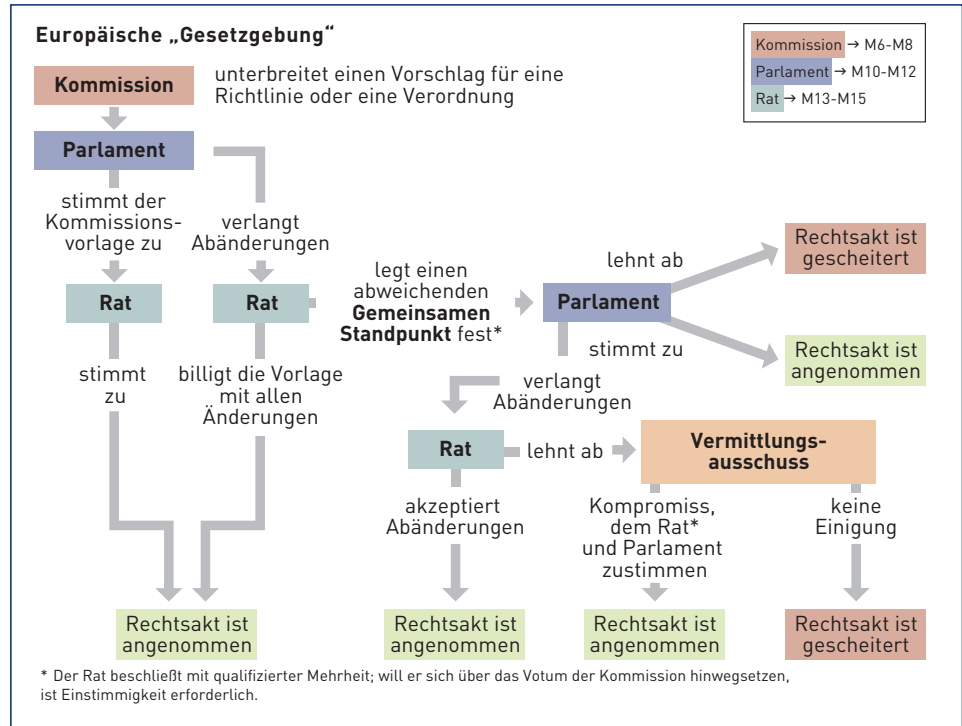 Europäische „Gesetzgebung“
Kommission → M6-M8
Parlament → M10-M12
Rat → M13-M15
Kommission
unterbreitet einen Vorschlag für eine
Richtlinie oder eine Verordnung
Parlament
stimmt der
Kommissions-
vorlage zu
verlangt
Abänderungen
Rat
Rat
legt einen
abweichenden
Gemeinsamen
Standpunkt fest*
Parlament
lehnt ab
Rechtsakt ist
gescheitert
stimmt zu
Rechtsakt ist
angenommen
stimmt
zu
billigt die Vorlage
mit allen
Änderungen
verlangt
Abänderungen
Rat
lehnt ab
Vermittlungs-
ausschuss
akzeptiert
Abänderungen
Kompromiss,
dem Rat*
und Parlament
zustimmen
keine
Einigung
Rechtsakt ist
angenommen
Rechtsakt ist
angenommen
Rechtsakt ist
angenommen
Rechtsakt ist
gescheitert
* Der Rat beschließt mit qualifizierter Mehrheit; will er sich über das Votum der Kommission hinwegsetzen,
ist Einstimmigkeit erforderlich.